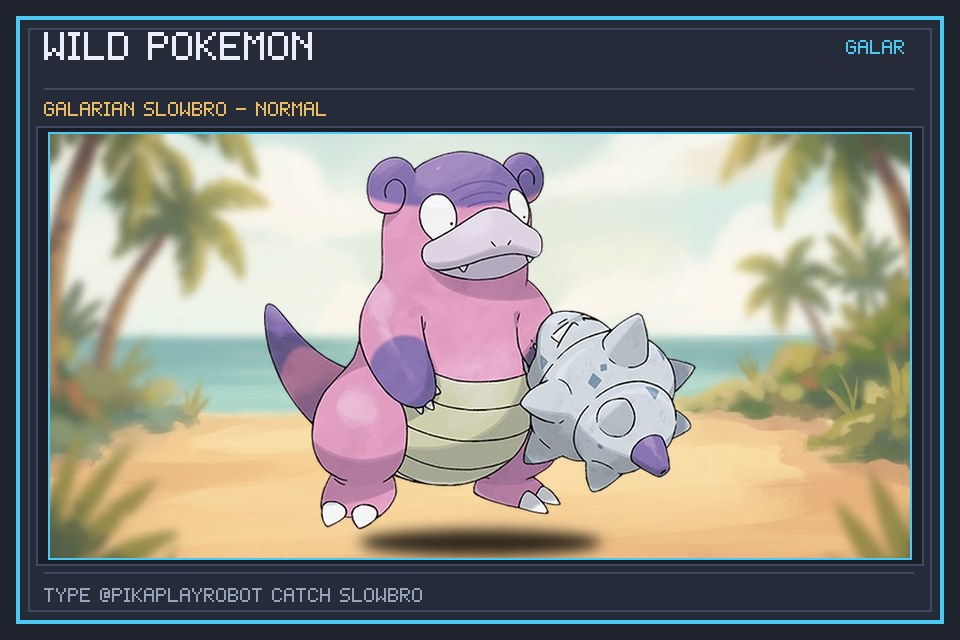 WILD POKEMON
GALAR
GALARIAN SLOWBRO - NORMAL
TYPE @PIKAPLAYROBOT CATCH SLOWBRO